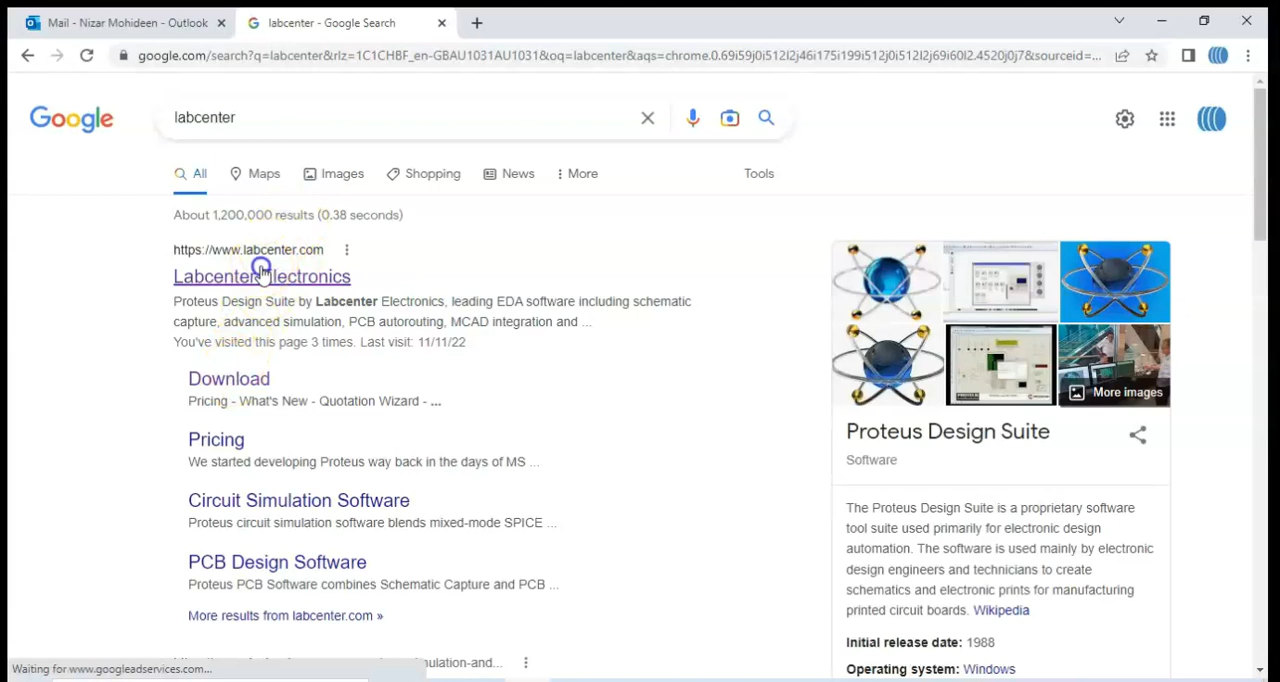 Mail - Nizar Mohideen - Outlook
labcenter - Google Search
google.com/search?q=labcenter&rlz=1C1CHBF_en-GBAU1031AU1031&oq=labcenter&aqs=chrome.0.69i59j0i512l2j46i175i199i512j0i512l2j69i60l2.4520j0j7&sourceid=...
Google
labcenter
All
Maps
Images
Shopping
News
More
Tools
About 1,200,000 results (0.38 seconds)
https://www.labcenter.com
Labcenter Electronics
Proteus Design Suite by Labcenter Electronics, leading EDA software including schematic
capture, advanced simulation, PCB autorouting, MCAD integration and ...
You've visited this page 3 times. Last visit: 11/11/22
Download
Pricing - What's New - Quotation Wizard - ...
Pricing
We started developing Proteus way back in the days of MS ...
Circuit Simulation Software
Proteus circuit simulation software blends mixed-mode SPICE ...
PCB Design Software
Proteus PCB Software combines Schematic Capture and PCB ...
More results from labcenter.com »
More images
Proteus Design Suite
Software
The Proteus Design Suite is a proprietary software
tool suite used primarily for electronic design
automation. The software is used mainly by electronic
design engineers and technicians to create
schematics and electronic prints for manufacturing
printed circuit boards. Wikipedia
Initial release date: 1988
Operating system: Windows
Waiting for www.googleadservices.com...